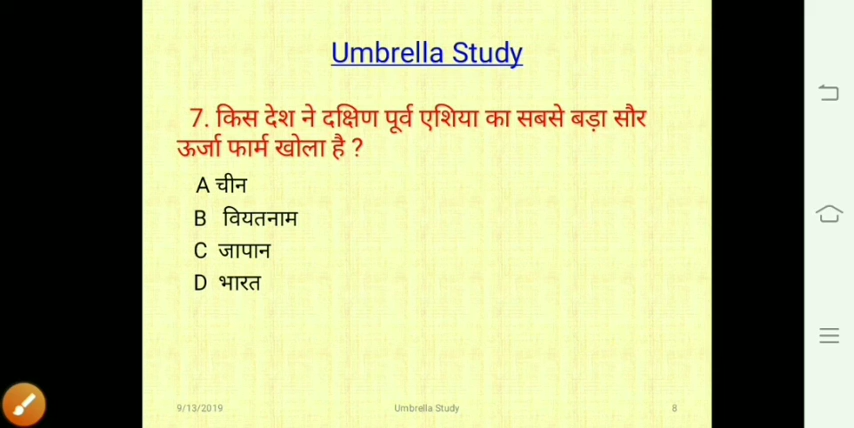 Umbrella Study
7. किस देश ने दक्षिण पूर्व एशिया का सबसे बड़ा सौर
ऊर्जा फार्म खोला है ?
A चीन
B वियतनाम
C जापान
D भारत
9/13/2019 Umbrella Study 8